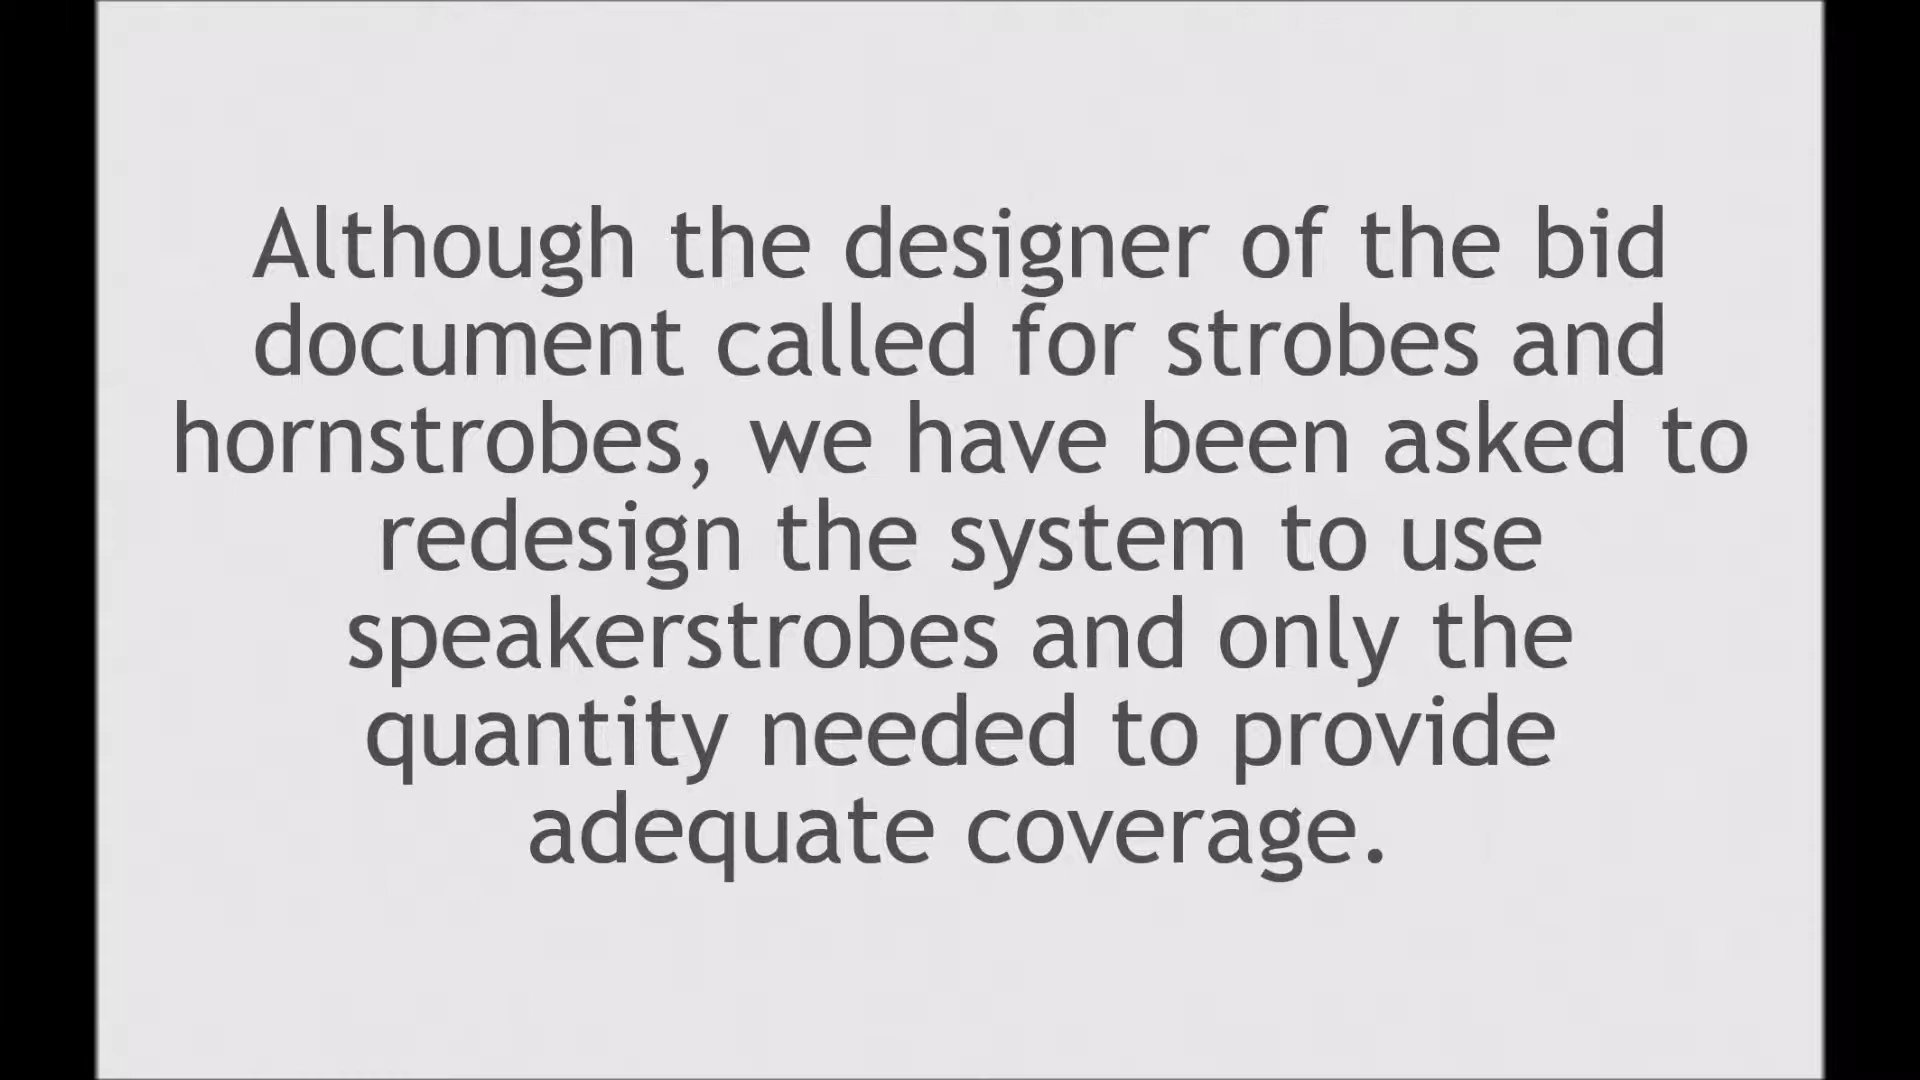 Although the designer of the bid
document called for strobes and
hornstrobes, we have been asked to
redesign the system to use
speakerstrobes and only the
quantity needed to provide
adequate coverage.